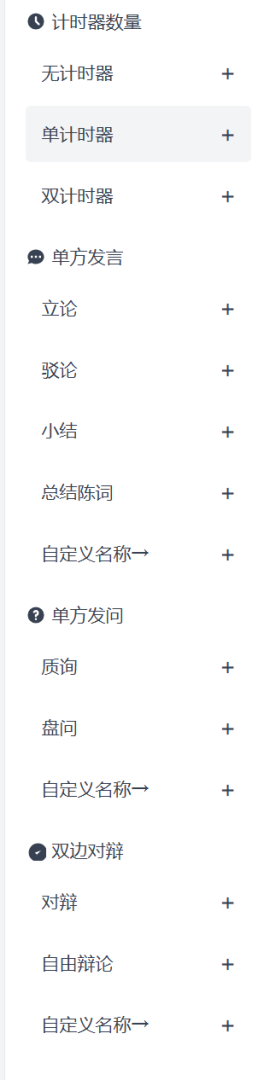 计时器数量
无计时器 +
单计时器 +
双计时器 +
单方发言
立论 +
驳论 +
小结 +
总结陈词 +
自定义名称→ +
单方发问
质询 +
盘问 +
自定义名称→ +
双边对辩
对辩 +
自由辩论 +
自定义名称→ +